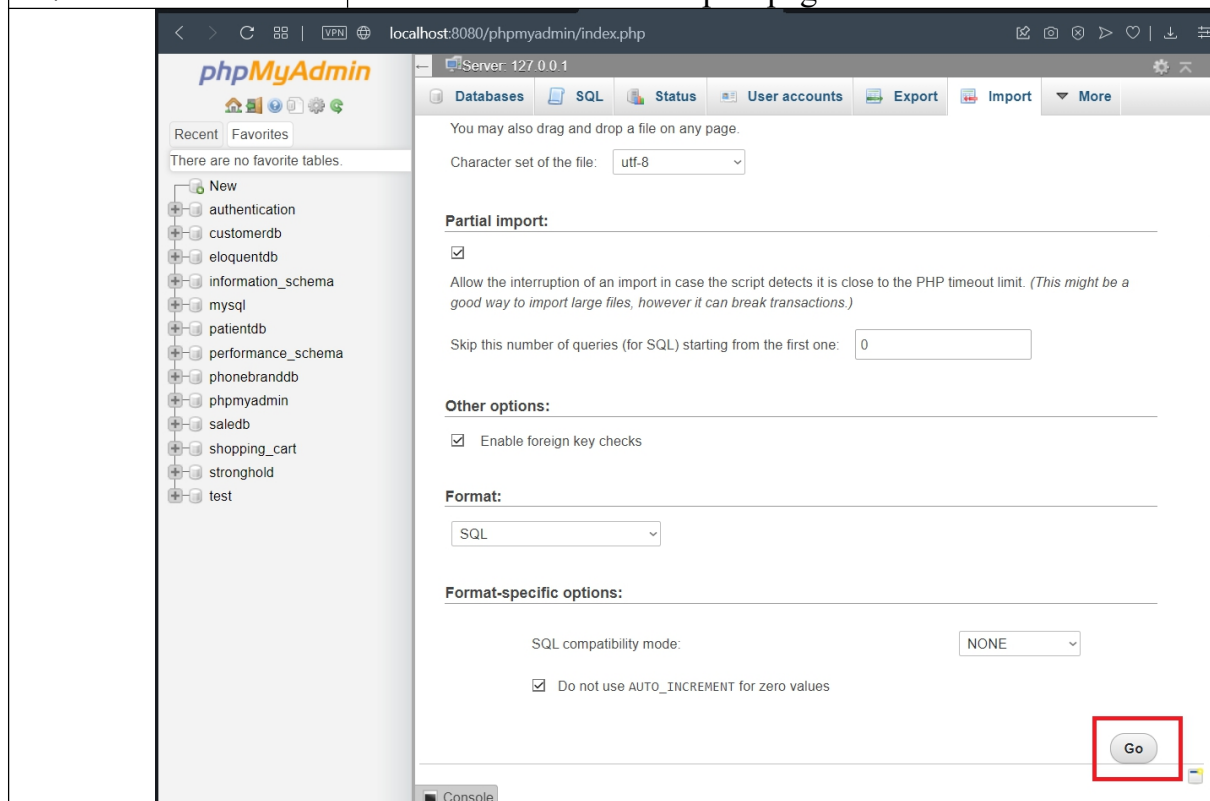 VPN localhost:8080/phpmyadmin/index.php
phpMyAdmin
Recent Favorites
There are no favorite tables.
New
authentication
customerdb
eloquentdb
information_schema
mysql
patientdb
performance_schema
phonebranddb
phpmyadmin
saledb
shopping_cart
stronghold
test
Server: 127.0.0.1
Databases SQL Status User accounts Export Import More
You may also drag and drop a file on any page.
Character set of the file: utf-8
Partial import:
Allow the interruption of an import in case the script detects it is close to the PHP timeout limit. (This might be a
good way to import large files, however it can break transactions.)
Skip this number of queries (for SQL) starting from the first one: 0
Other options:
Enable foreign key checks
Format:
SQL
Format-specific options:
SQL compatibility mode: NONE
Do not use AUTO_INCREMENT for zero values
Go
Console